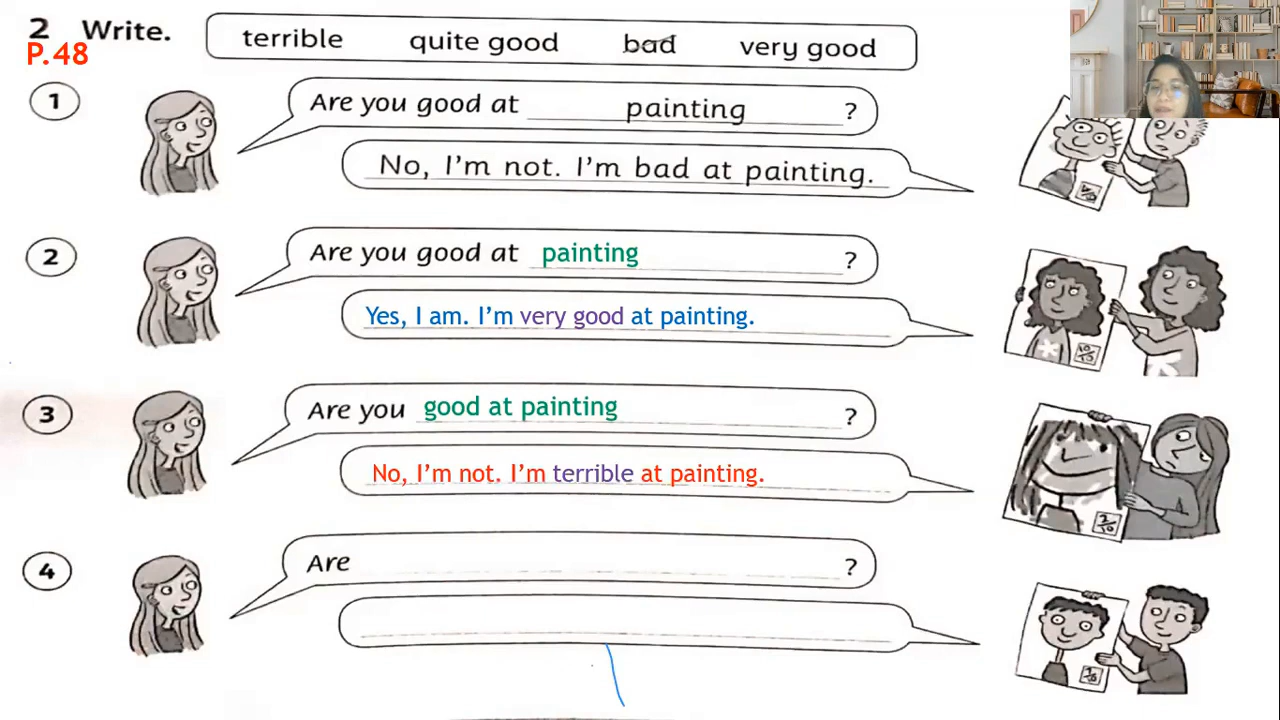 2 Write.
P.48
terrible quite good bad very good
1
Are you good at painting ?
No, I'm not. I'm bad at painting.
2
Are you good at painting ?
Yes, I am. I'm very good at painting.
10/10
3
Are you good at painting ?
No, I'm not. I'm terrible at painting.
4
Are ?